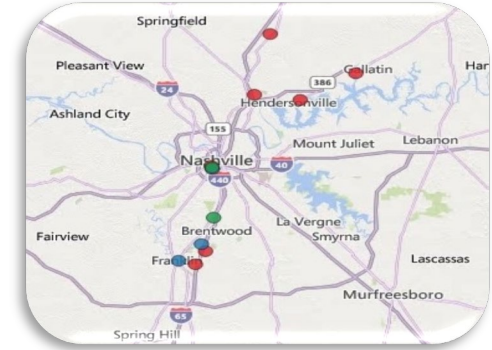 Springfield
Pleasant View
386
Gallatin
Har
24
Hendersonville
Ashland City
155
Mount Juliet
Lebanon
Nashville
40
440
La Vergne
Fairview
Brentwood
Smyrna
Franklin
Lascassas
Murfreesboro
65
Spring Hill